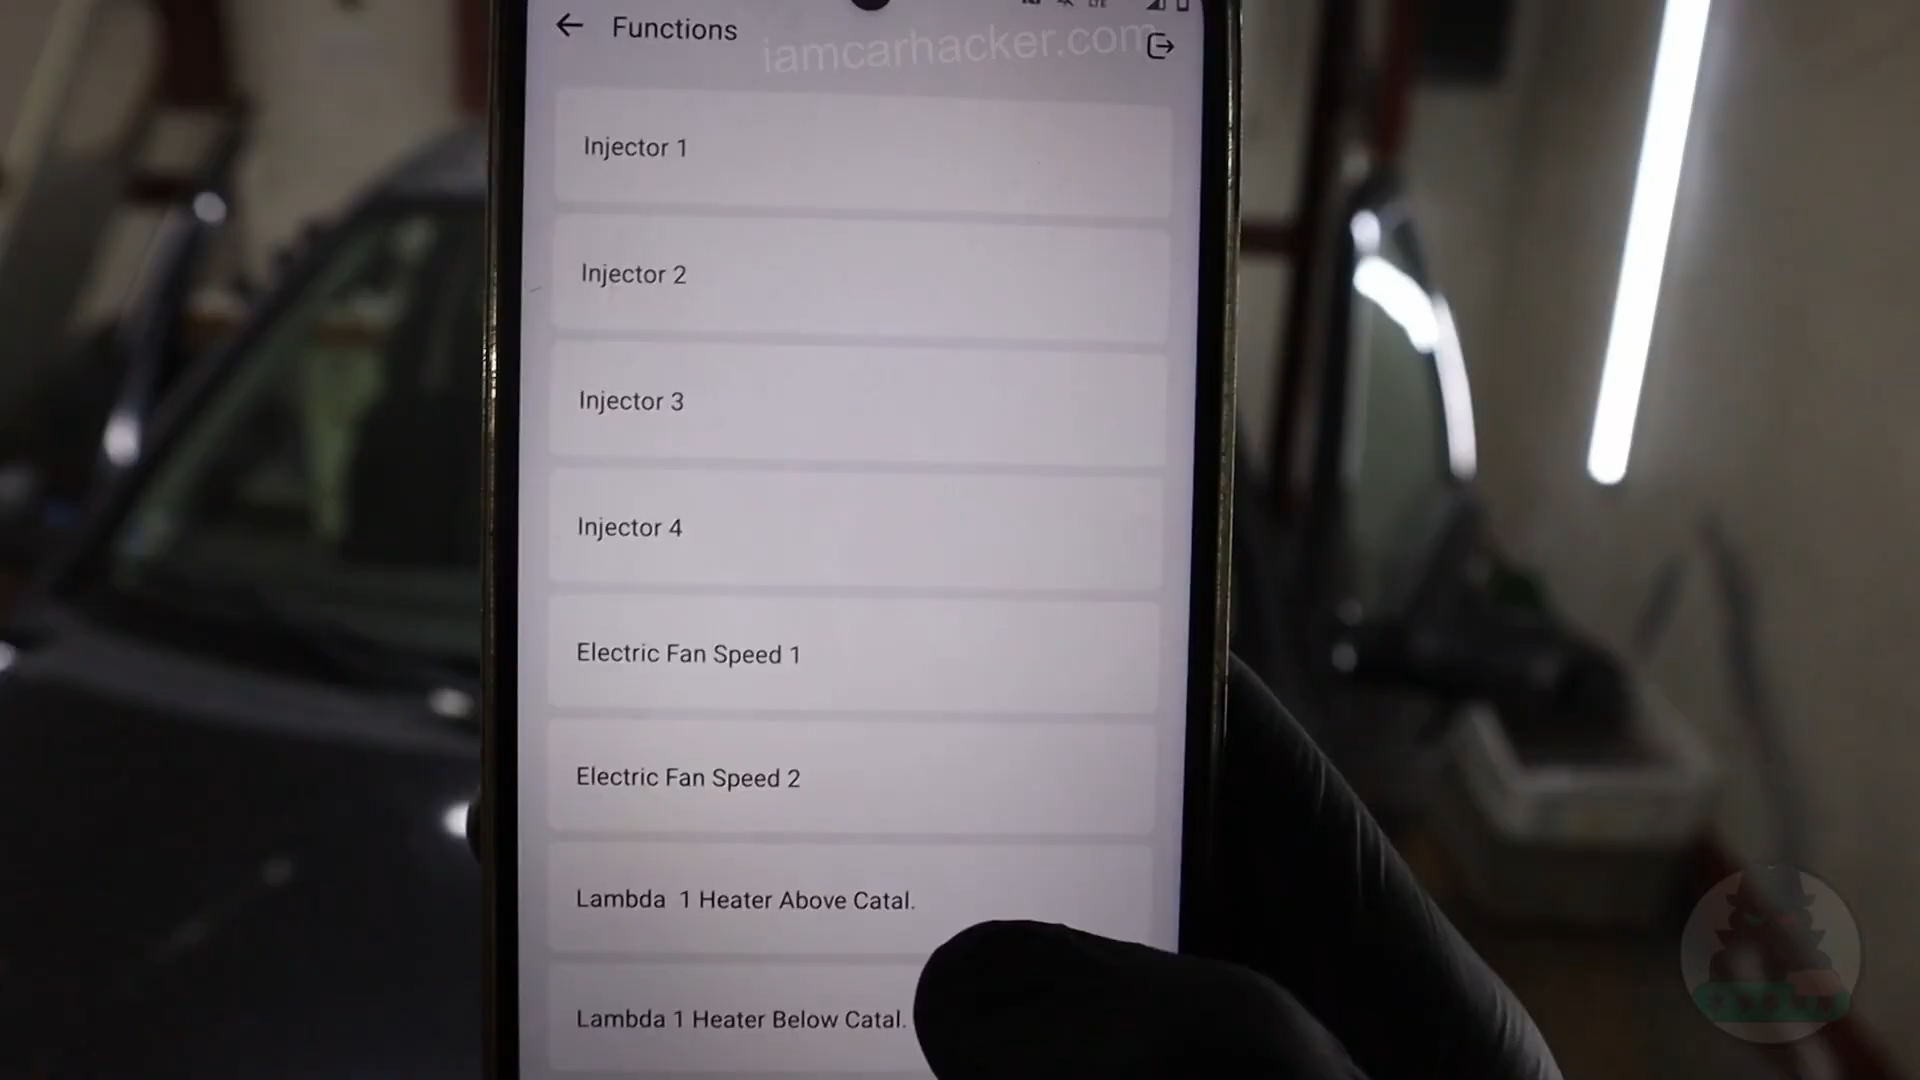 Functions
iamcarhacker.com
Injector 1
Injector 2
Injector 3
Injector 4
Electric Fan Speed 1
Electric Fan Speed 2
Lambda 1 Heater Above Catal.
Lambda 1 Heater Below Catal.